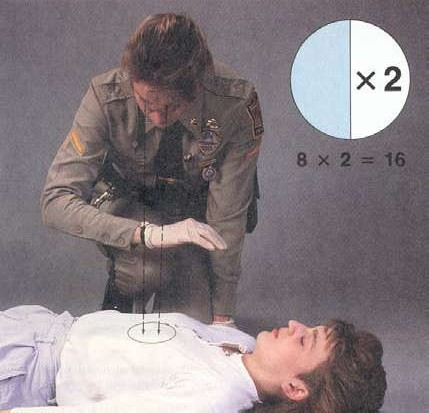 × 2
8 × 2 = 16